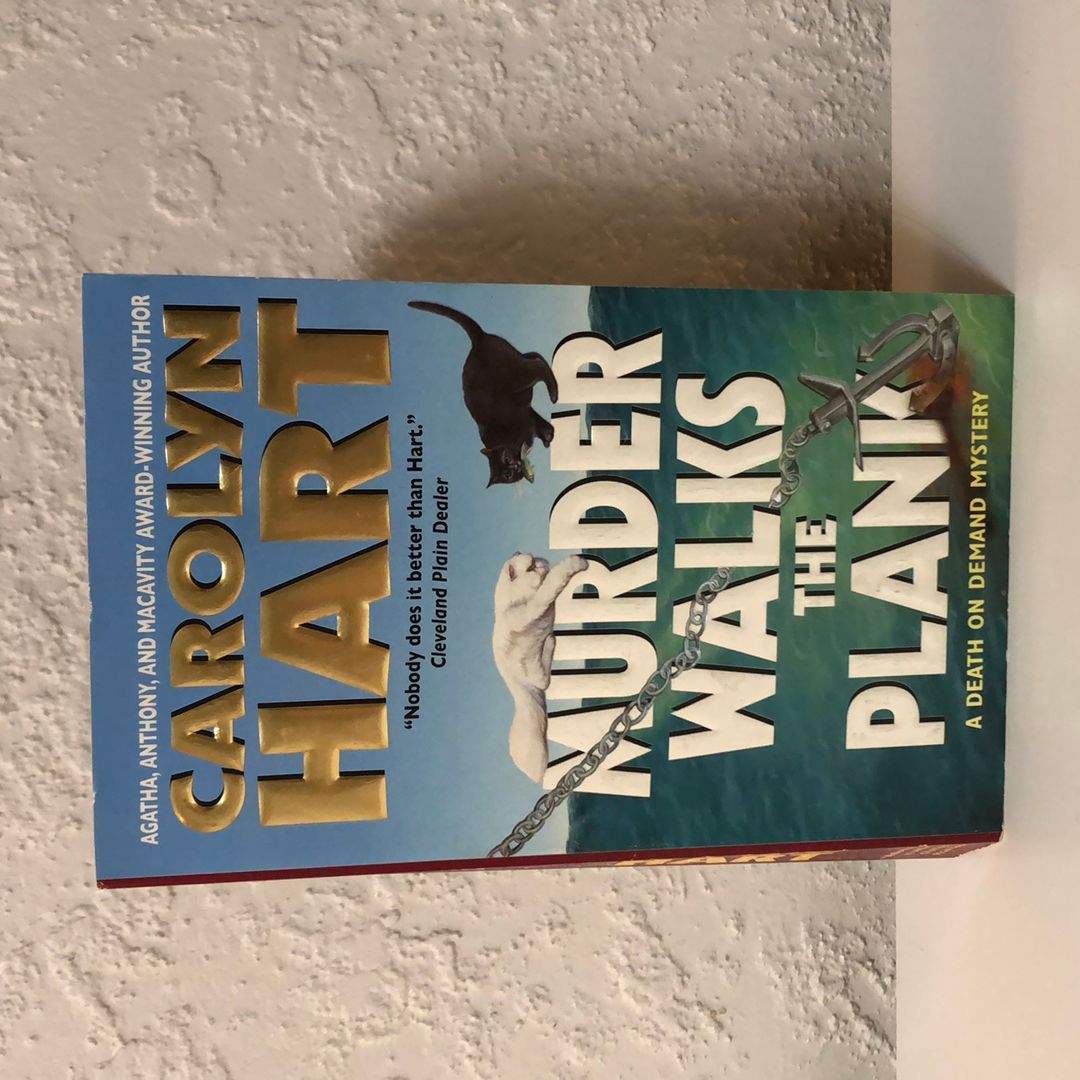 AGATHA, ANTHONY, AND MACAVITY AWARD-WINNING AUTHOR
CAROLYN
HART
“Nobody does it better than Hart.”
Cleveland Plain Dealer
MURDER
WALKS
THE
PLANK
A DEATH ON DEMAND MYSTERY
HART